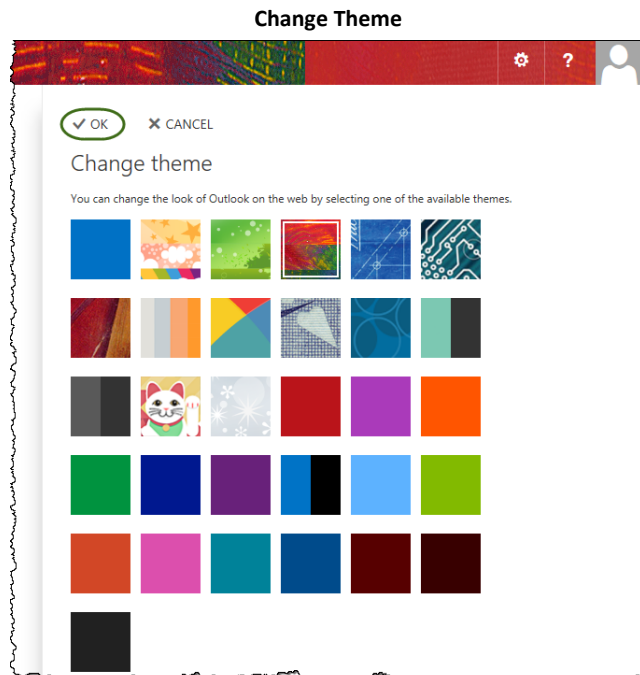 Change Theme
?
OK CANCEL
Change theme
You can change the look of Outlook on the web by selecting one of the available themes.